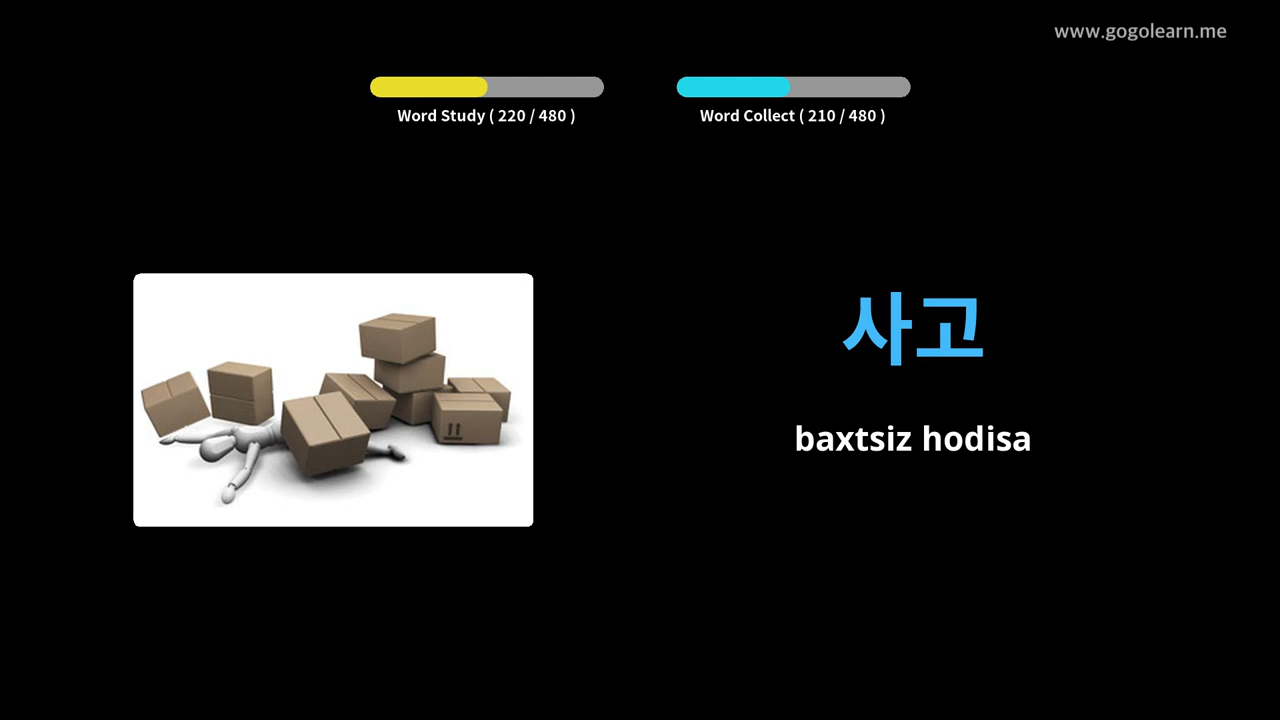 www.gogolearn.me
Word Study ( 220 / 480 )
Word Collect ( 210 / 480 )
사고
baxtsiz hodisa